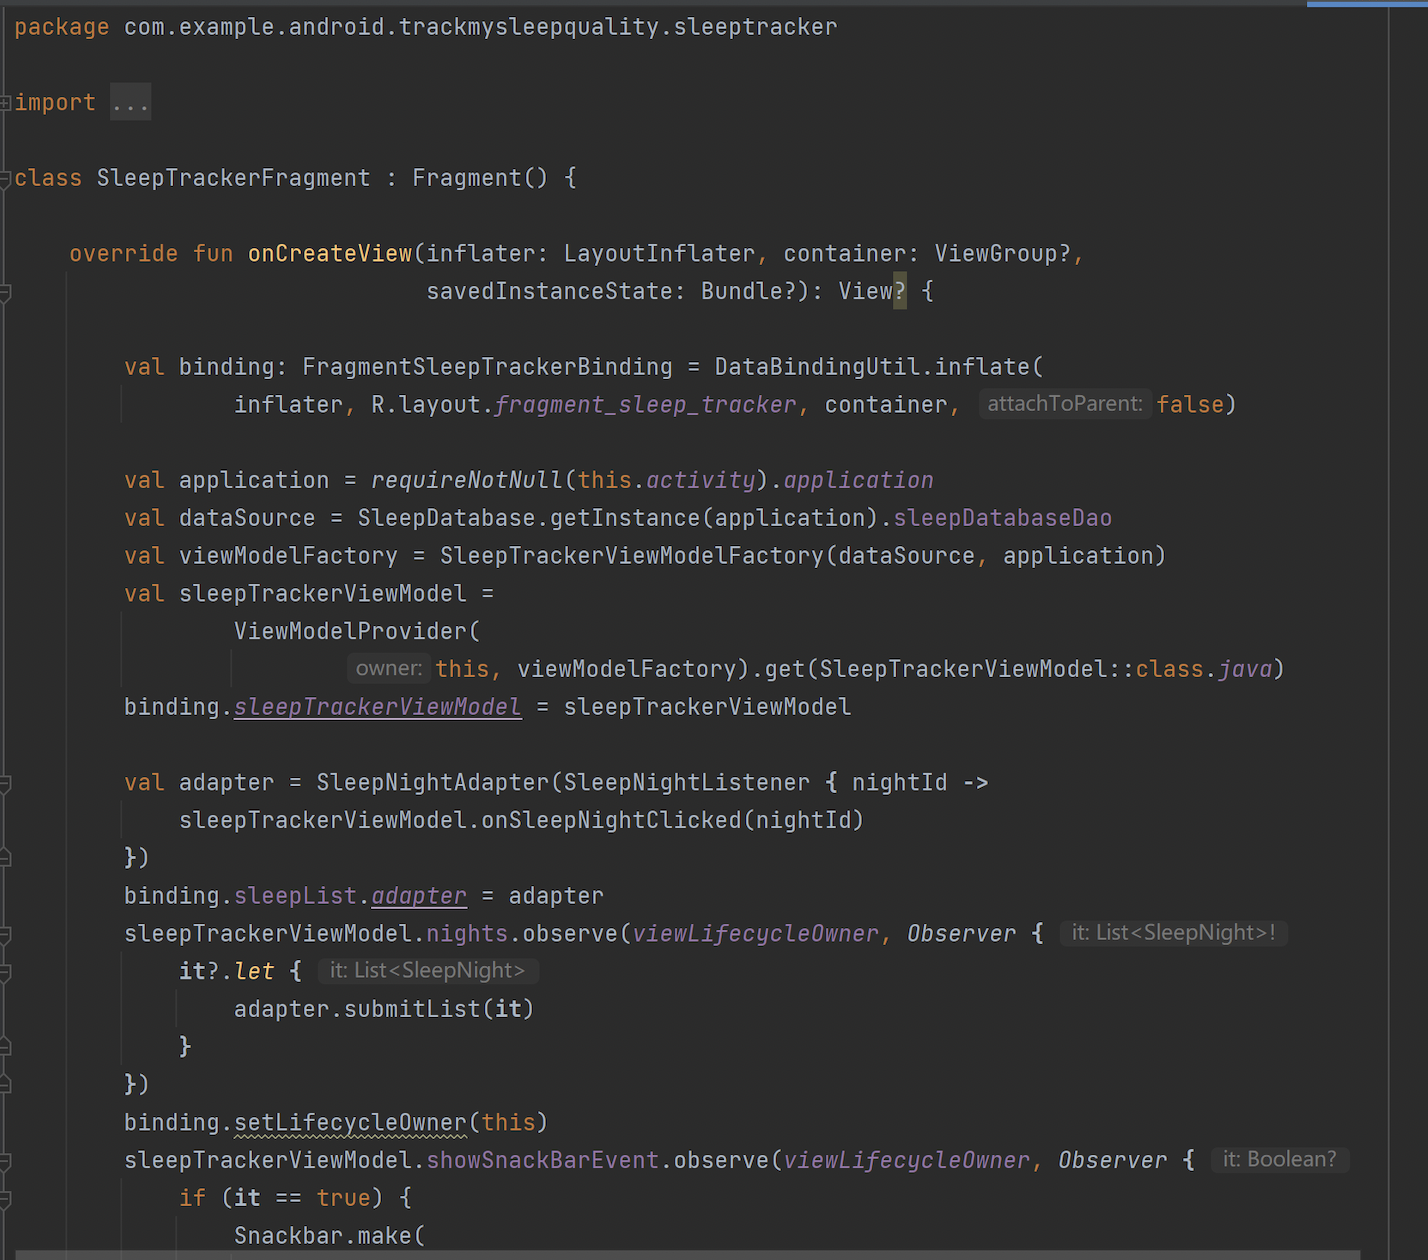 package com.example.android.trackmysleepquality.sleeptracker
import ...
class SleepTrackerFragment : Fragment() {
override fun onCreateView(inflater: LayoutInflater, container: ViewGroup?,
savedInstanceState: Bundle?): View? {
val binding: FragmentSleepTrackerBinding = DataBindingUtil.inflate(
inflater, R.layout.fragment_sleep_tracker, container, attachToParent: false)
val application = requireNotNull(this.activity).application
val dataSource = SleepDatabase.getInstance(application).sleepDatabaseDao
val viewModelFactory = SleepTrackerViewModelFactory(dataSource, application)
val sleepTrackerViewModel =
ViewModelProvider(
owner: this, viewModelFactory).get(SleepTrackerViewModel::class.java)
binding.sleepTrackerViewModel = sleepTrackerViewModel
val adapter = SleepNightAdapter(SleepNightListener { nightId ->
sleepTrackerViewModel.onSleepNightClicked(nightId)
})
binding.sleepList.adapter = adapter
sleepTrackerViewModel.nights.observe(viewLifecycleOwner, Observer { it: List<SleepNight>!
it?.let { it: List<SleepNight>
adapter.submitList(it)
}
})
binding.setLifecycleOwner(this)
sleepTrackerViewModel.showSnackBarEvent.observe(viewLifecycleOwner, Observer { it: Boolean?
if (it == true) {
Snackbar.make(